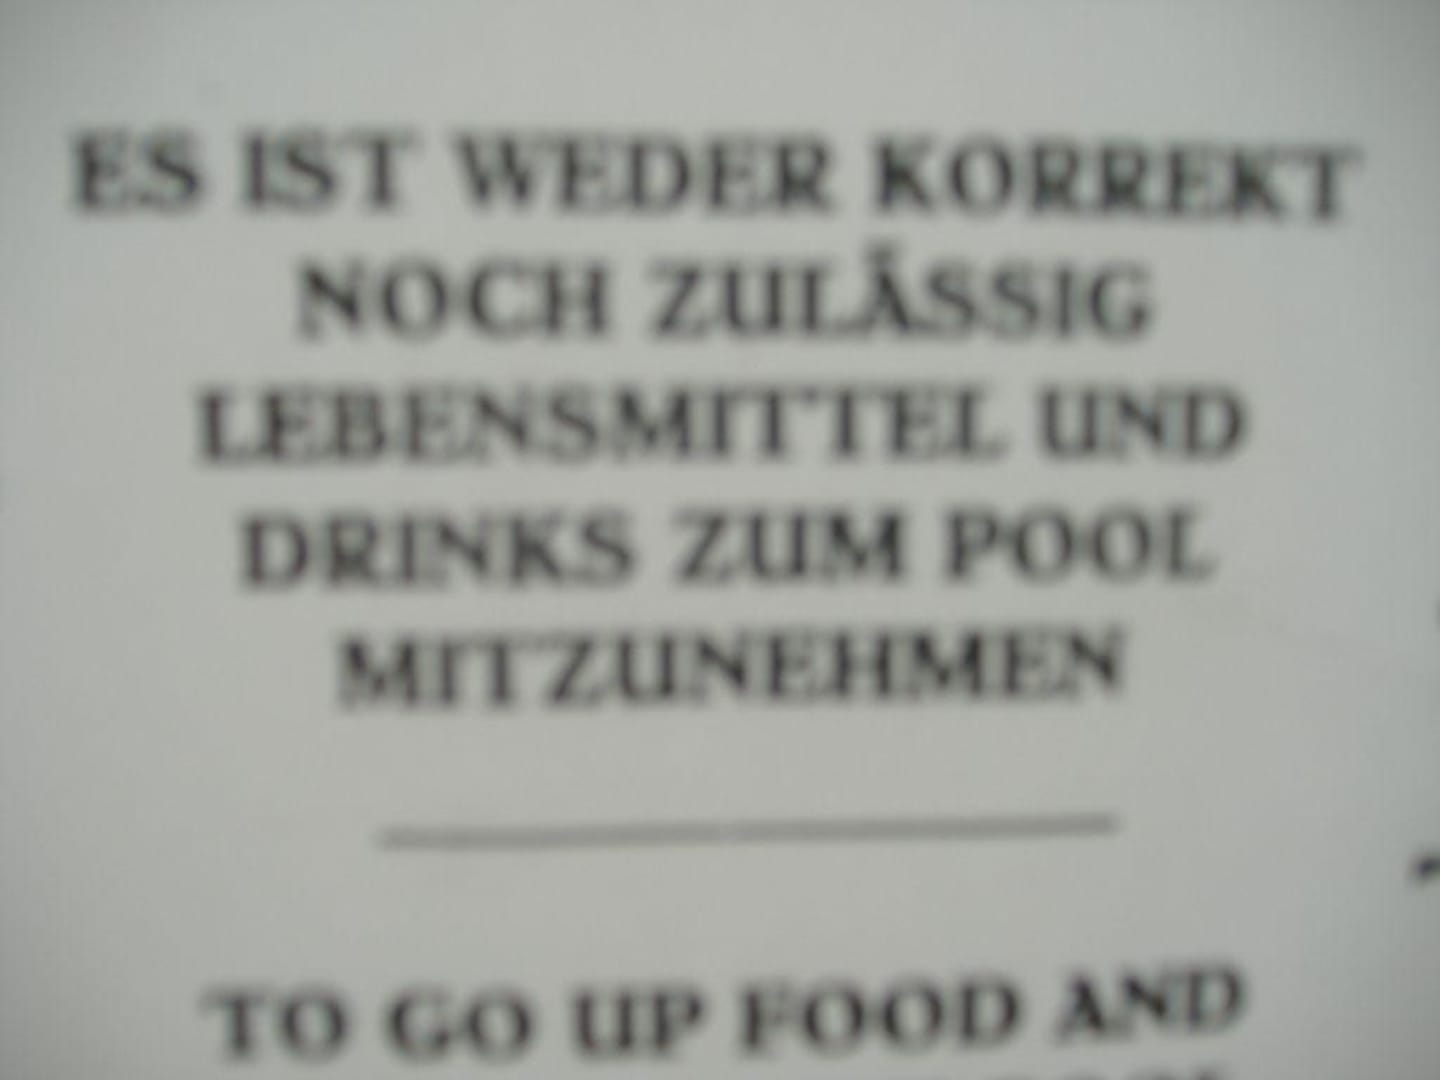 ES IST WEDER KORREKT
NOCH ZULÄSSIG
LEBENSMITTEL UND
DRINKS ZUM POOL
MITZUNEHMEN
TO GO UP FOOD AND